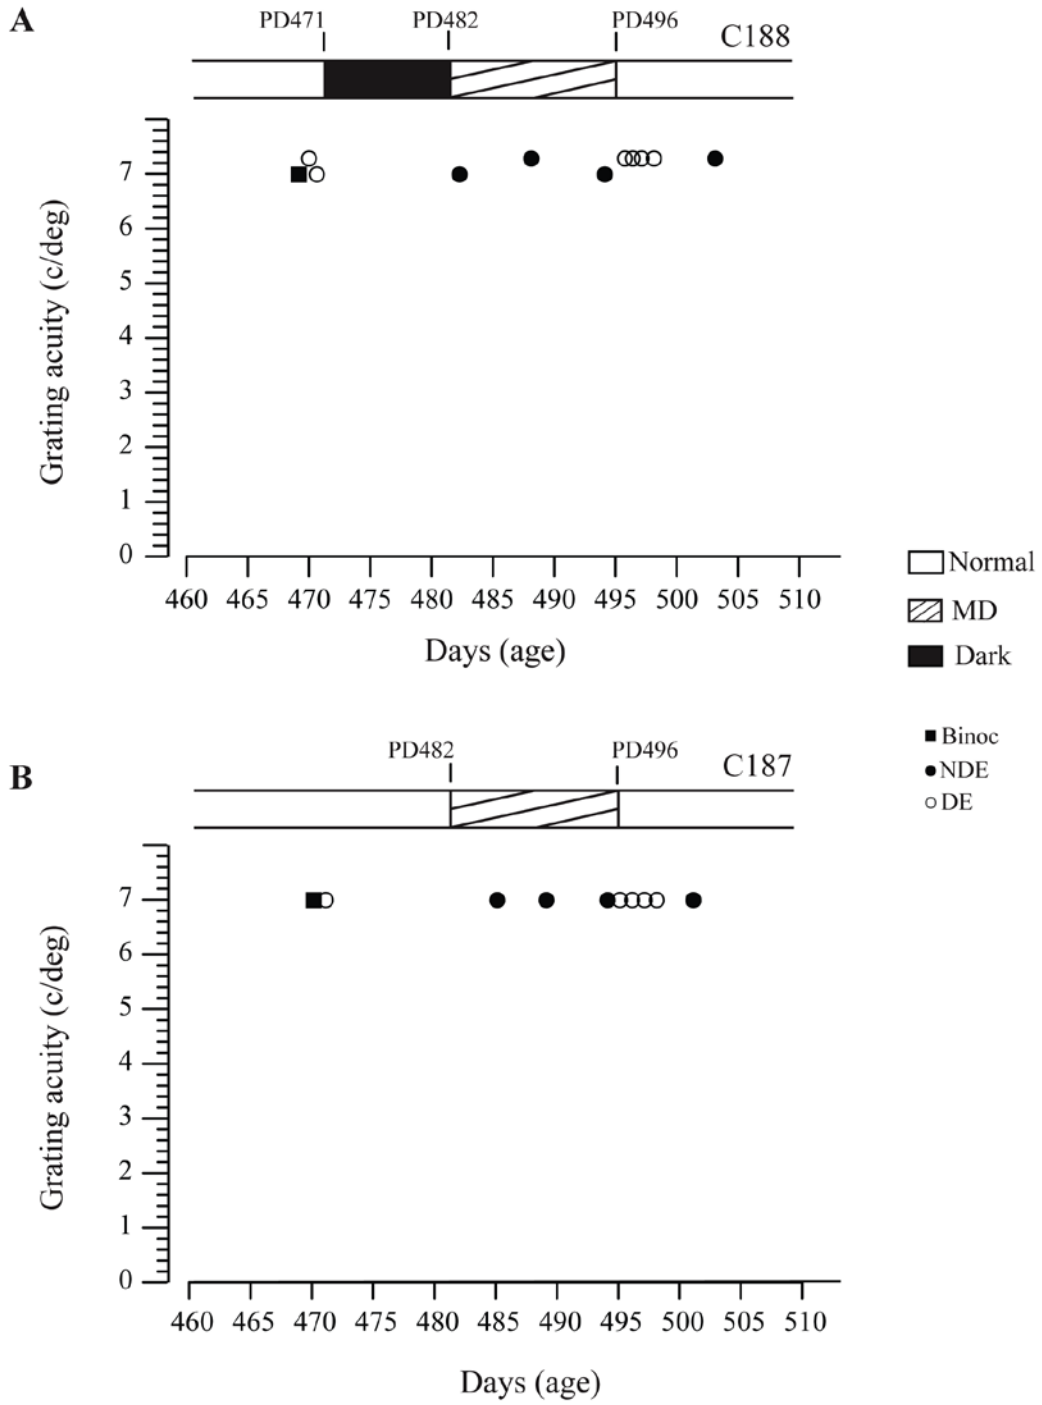 A
PD471 PD482 PD496
C188
7
6
5
4
3
2
1
0
Grating acuity (c/deg)
460 465 470 475 480 485 490 495 500 505 510
Days (age)
Normal
MD
Dark
Binoc
NDE
DE
B
PD482 PD496
C187
7
6
5
4
3
2
1
0
Grating acuity (c/deg)
460 465 470 475 480 485 490 495 500 505 510
Days (age)